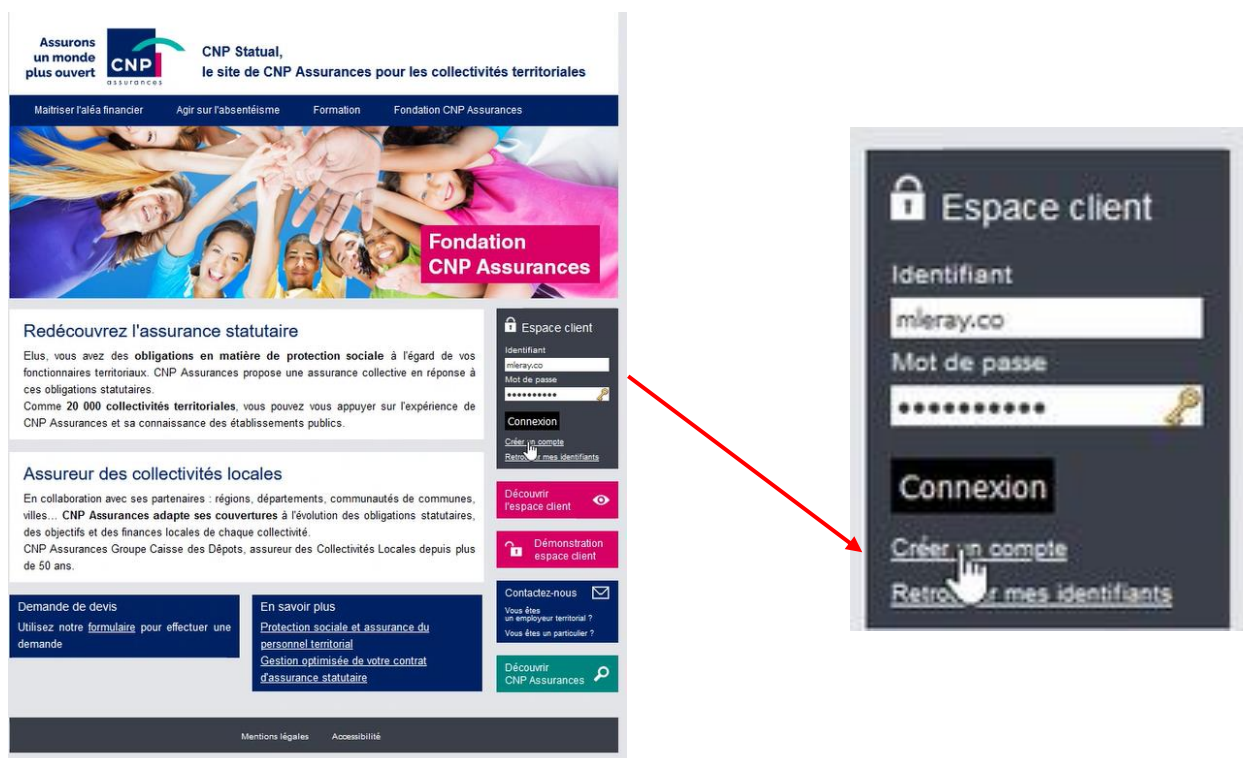 Assurons
un monde
plus ouvert
CNP
assurances
CNP Statual,
le site de CNP Assurances pour les collectivités territoriales
Maitriser l'aléa financier Agir sur l'absentéisme Formation Fondation CNP Assurances
Fondation
CNP Assurances
Redécouvrez l'assurance statutaire
Elus, vous avez des obligations en matière de protection sociale à l'égard de vos
fonctionnaires territoriaux. CNP Assurances propose une assurance collective en réponse à
ces obligations statutaires.
Comme 20 000 collectivités territoriales, vous pouvez vous appuyer sur l'expérience de
CNP Assurances et sa connaissance des établissements publics.
Assureur des collectivités locales
En collaboration avec ses partenaires : régions, départements, communautés de communes,
villes... CNP Assurances adapte ses couvertures à l'évolution des obligations statutaires,
des objectifs et des finances locales de chaque collectivité.
CNP Assurances Groupe Caisse des Dépots, assureur des Collectivités Locales depuis plus
de 50 ans.
Demande de devis
Utilisez notre formulaire pour effectuer une
demande
En savoir plus
Protection sociale et assurance du
personnel territorial
Gestion optimisée de votre contrat
d'assurance statutaire
Espace client
Identifiant
mleray.co
Mot de passe
••••••••••
Connexion
Créer un compte
Retrouver mes identifiants
Découvrir
l'espace client
Démonstration
espace client
Contactez-nous
Vous êtes
un employeur territorial ?
Vous êtes un particulier ?
Découvrir
CNP Assurances
Mentions légales Accessibilité
Espace client
Identifiant
mleray.co
Mot de passe
••••••••••
Connexion
Créer un compte
Retrouver mes identifiants